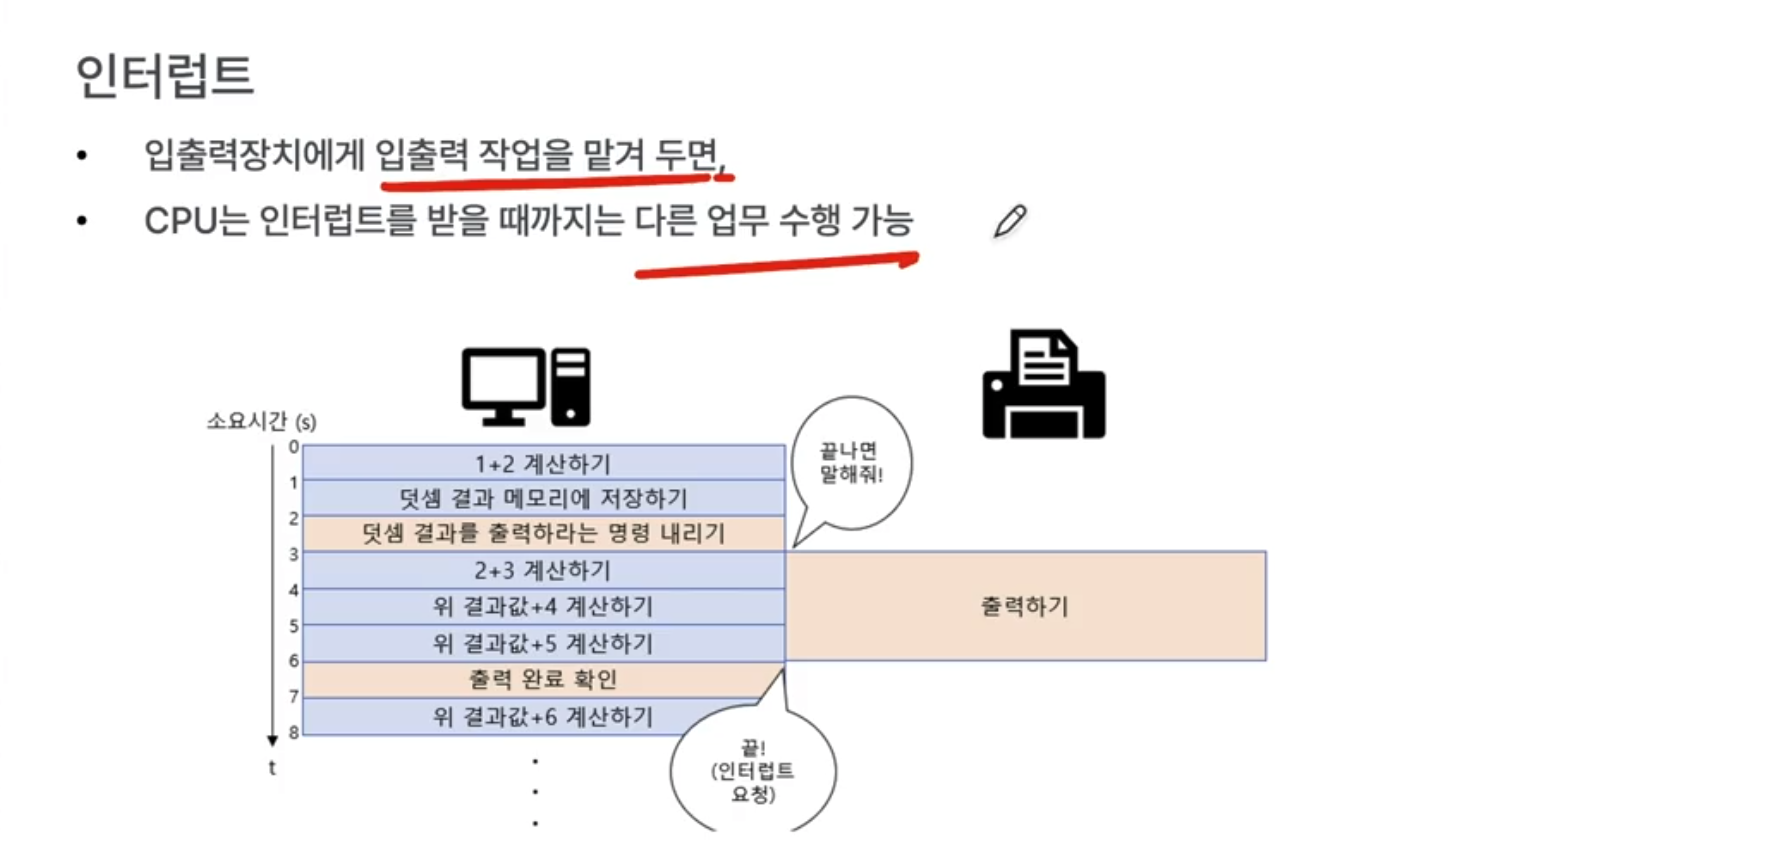 인터럽트
• 입출력장치에게 입출력 작업을 맡겨 두면,
• CPU는 인터럽트를 받을 때까지는 다른 업무 수행 가능
소요시간 (s)
0
1+2 계산하기
1
덧셈 결과 메모리에 저장하기
2
덧셈 결과를 출력하라는 명령 내리기
3
2+3 계산하기
4
위 결과값+4 계산하기
5
위 결과값+5 계산하기
6
출력 완료 확인
7
위 결과값+6 계산하기
8
t
끝나면
말해줘!
출력하기
끝!
(인터럽트
요청)